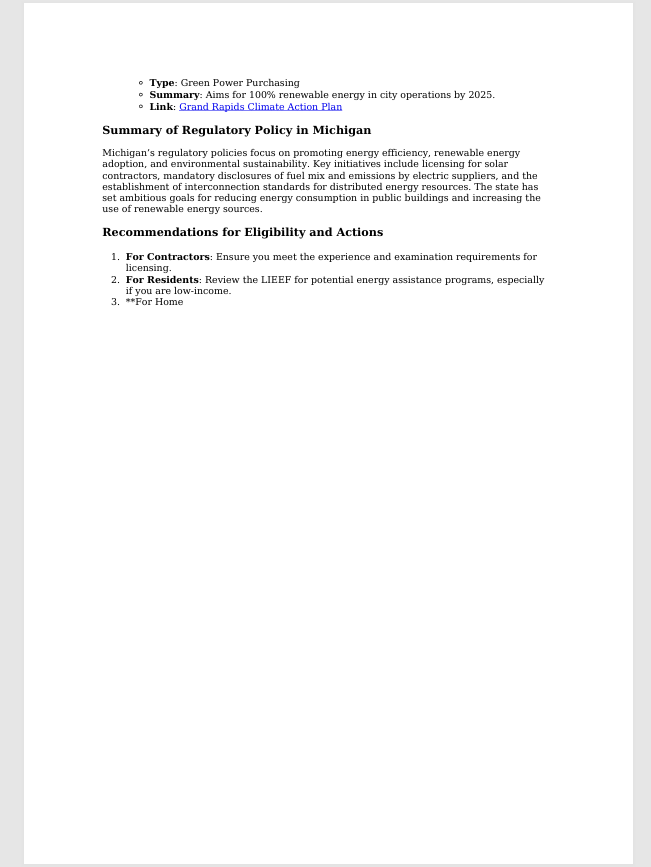 Type: Green Power Purchasing
Summary: Aims for 100% renewable energy in city operations by 2025.
Link: Grand Rapids Climate Action Plan
Summary of Regulatory Policy in Michigan
Michigan’s regulatory policies focus on promoting energy efficiency, renewable energy
adoption, and environmental sustainability. Key initiatives include licensing for solar
contractors, mandatory disclosures of fuel mix and emissions by electric suppliers, and the
establishment of interconnection standards for distributed energy resources. The state has
set ambitious goals for reducing energy consumption in public buildings and increasing the
use of renewable energy sources.
Recommendations for Eligibility and Actions
1. For Contractors: Ensure you meet the experience and examination requirements for
licensing.
2. For Residents: Review the LIEEF for potential energy assistance programs, especially
if you are low-income.
3. **For Home